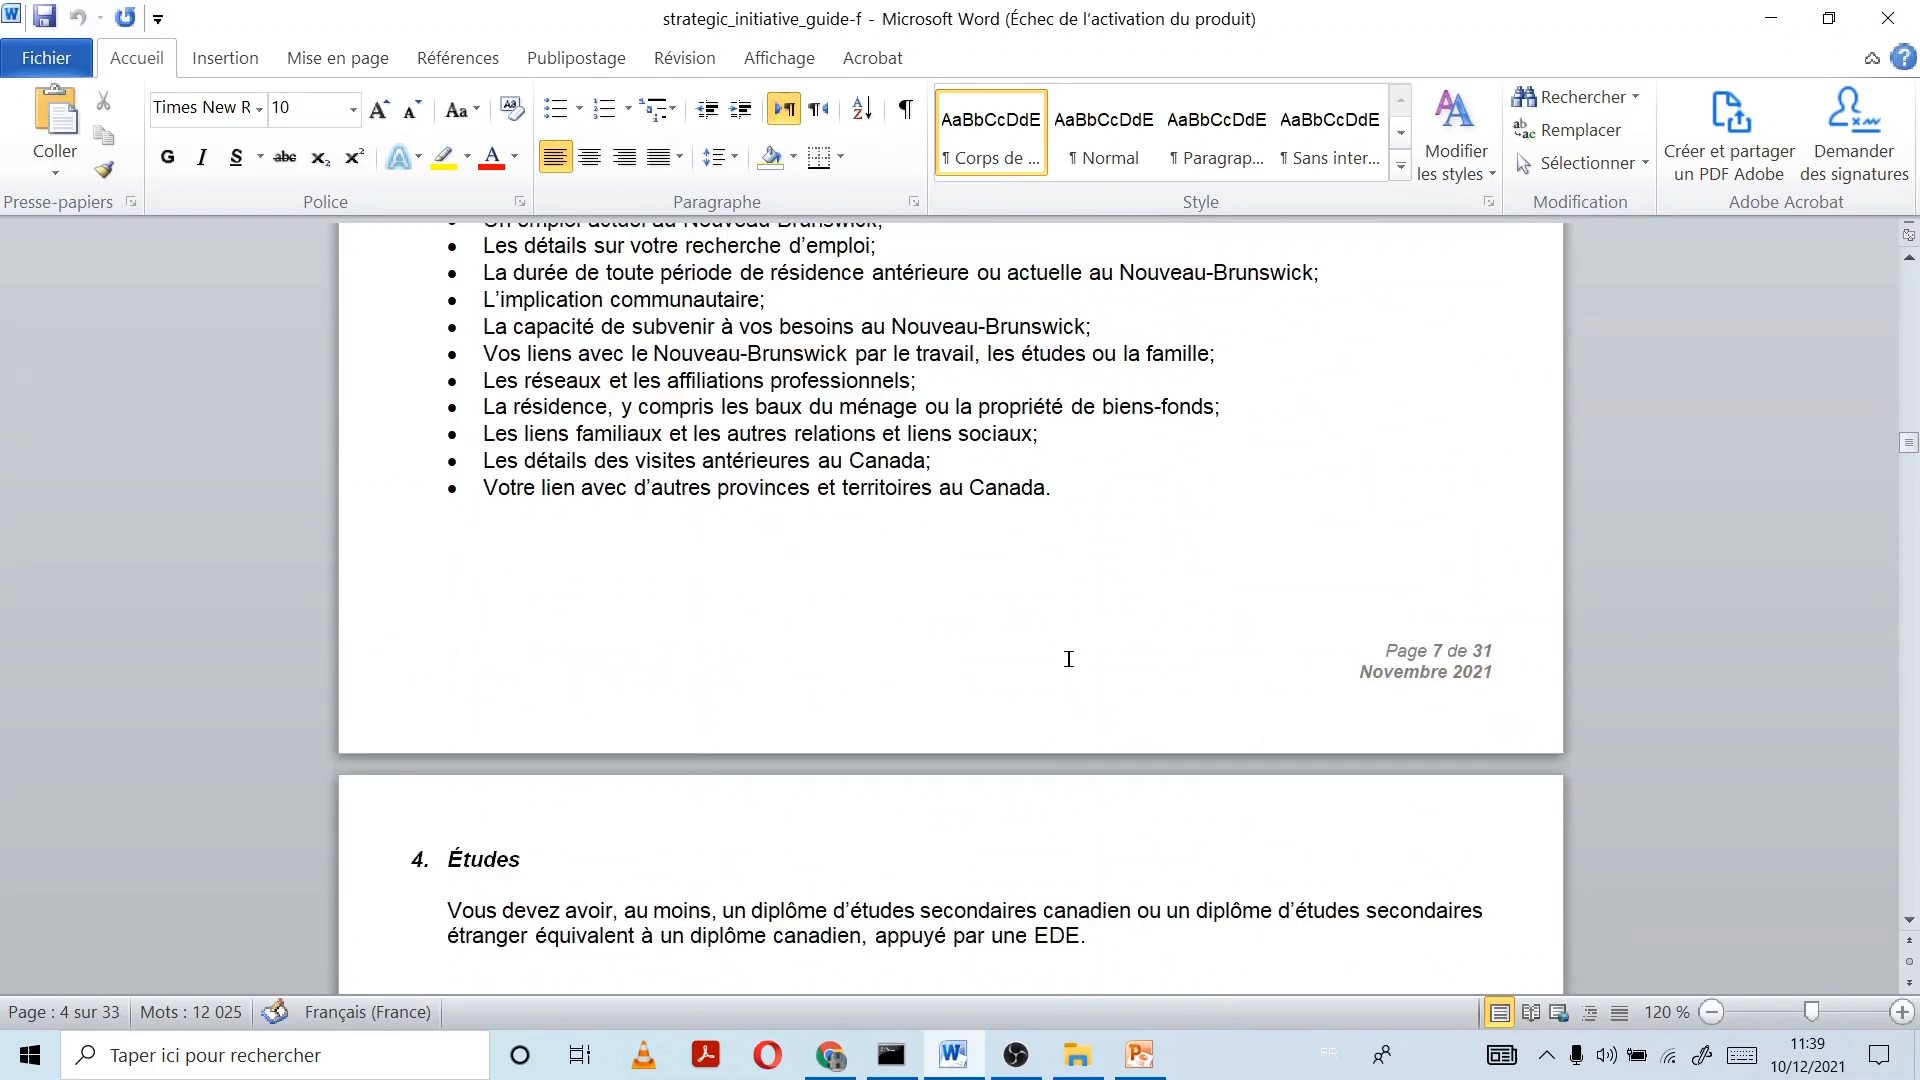 strategic_initiative_guide-f - Microsoft Word (Échec de l'activation du produit)
Fichier Accueil Insertion Mise en page Références Publipostage Révision Affichage Acrobat
Coller
Presse-papiers
Times New R 10
Aa
G I S abc x₂ x² A A
Police
Paragraphe
AaBbCcDdE AaBbCcDdE AaBbCcDdE AaBbCcDdE
¶ Corps de ... ¶ Normal ¶ Paragrap... ¶ Sans inter...
Style
Modifier
les styles
Rechercher
Remplacer
Sélectionner
Modification
Créer et partager
un PDF Adobe
Demander
des signatures
Adobe Acrobat
Un emploi actuel au Nouveau-Brunswick;
• Les détails sur votre recherche d’emploi;
• La durée de toute période de résidence antérieure ou actuelle au Nouveau-Brunswick;
• L’implication communautaire;
• La capacité de subvenir à vos besoins au Nouveau-Brunswick;
• Vos liens avec le Nouveau-Brunswick par le travail, les études ou la famille;
• Les réseaux et les affiliations professionnels;
• La résidence, y compris les baux du ménage ou la propriété de biens-fonds;
• Les liens familiaux et les autres relations et liens sociaux;
• Les détails des visites antérieures au Canada;
• Votre lien avec d’autres provinces et territoires au Canada.
Page 7 de 31
Novembre 2021
4. Études
Vous devez avoir, au moins, un diplôme d’études secondaires canadien ou un diplôme d’études secondaires
étranger équivalent à un diplôme canadien, appuyé par une EDE.
Page : 4 sur 33 Mots : 12 025 Français (France) 120 %
Taper ici pour rechercher
FR
11:39
10/12/2021